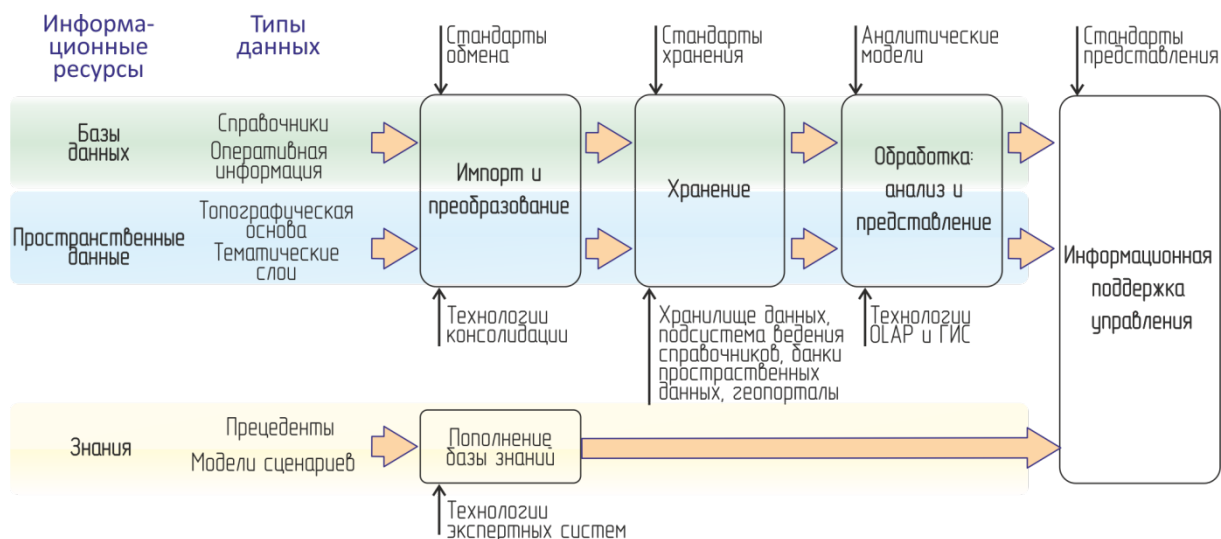 Информа-
ционные
ресурсы
Типы
данных
Стандарты
обмена
Стандарты
хранения
Аналитические
модели
Стандарты
представления
Базы
данных
Справочники
Оперативная
информация
Импорт и
преобразование
Хранение
Обработка:
анализ и
представление
Пространственные
данные
Топографическая
основа
Тематические
слои
Информационная
поддержка
управления
Технологии
консолидации
Хранилище данных,
подсистема ведения
справочников, банки
простраственных
данных, геопорталы
Технологии
OLAP и ГИС
Знания
Прецеденты
Модели сценариев
Пополнение
базы знаний
Технологии
экспертных систем